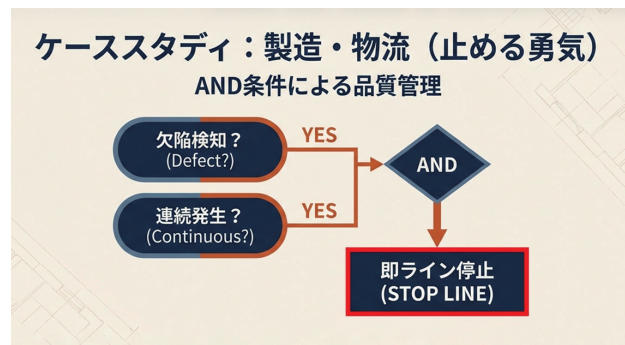 ケーススタディ：製造・物流（止める勇気）
AND条件による品質管理
欠陥検知？
(Defect?)
YES
連続発生？
(Continuous?)
YES
AND
即ライン停止
(STOP LINE)